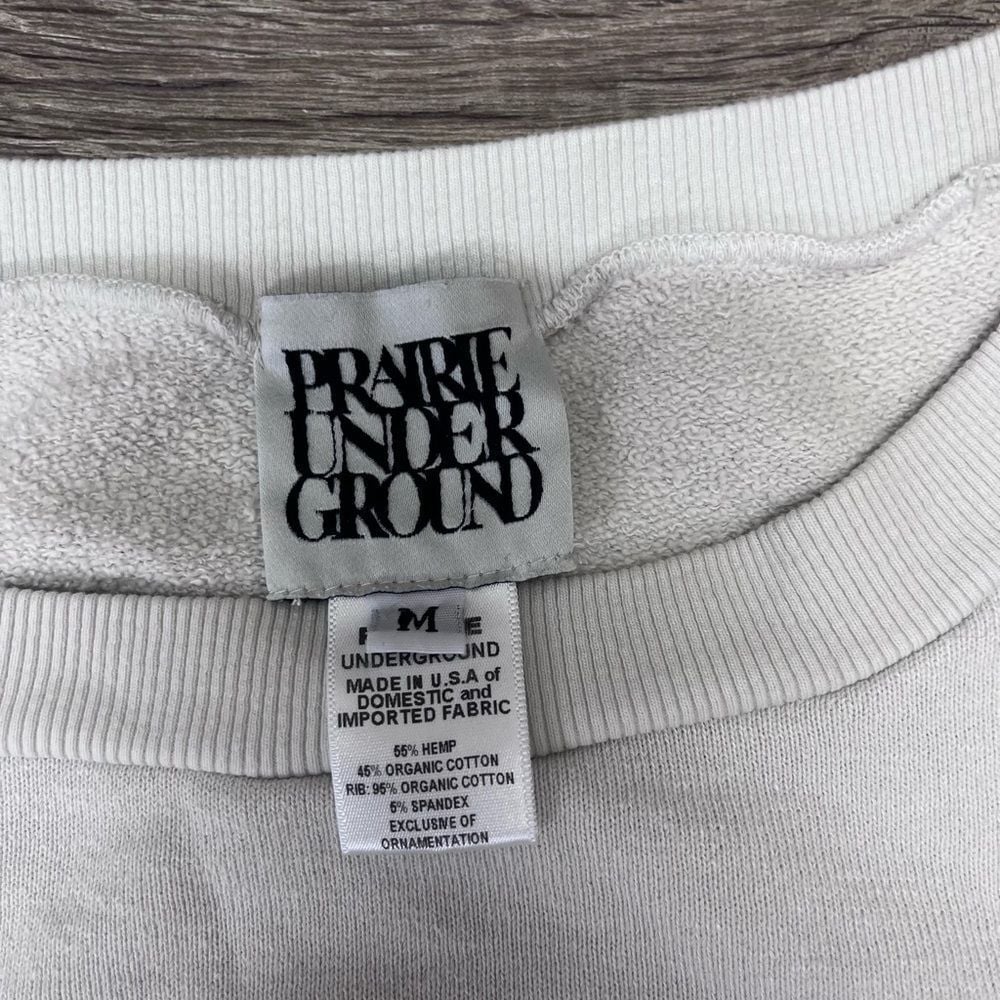 PRAIRIE
UNDER
GROUND
M
UNDERGROUND
MADE IN U.S.A of
DOMESTIC and
IMPORTED FABRIC
55% HEMP
45% ORGANIC COTTON
RIB: 95% ORGANIC COTTON
5% SPANDEX
EXCLUSIVE OF
ORNAMENTATION